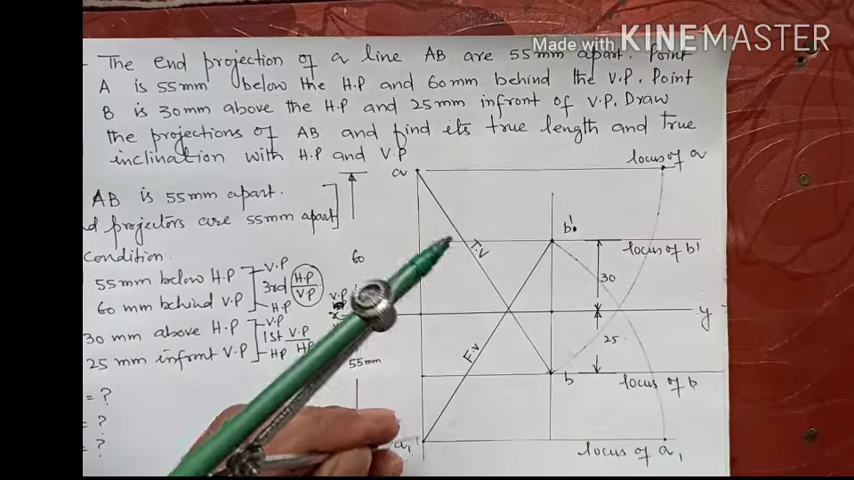 Made with KINEMASTER
The end projection of a line AB are 55mm apart. Point
A is 55mm below the H.P and 60mm behind the V.P. Point
B is 30mm above the H.P and 25mm infront of V.P. Draw
the projections of AB and find its true length and true
inclination with H.P and V.P
locus of a
a
AB is 55mm apart.
d projectors are 55mm apart
condition
55mm below H.P
V.P
3rd H.P
V.P
60 mm behind V.P
H.P
30 mm above H.P
V.P
1st V.P
HP
25 mm infront V.P
HP
= ?
= ?
= ?
60
55mm
T.V
F.V
b'
locus of b'
30
x
y
25
b
locus of b
a₁'
locus of a₁